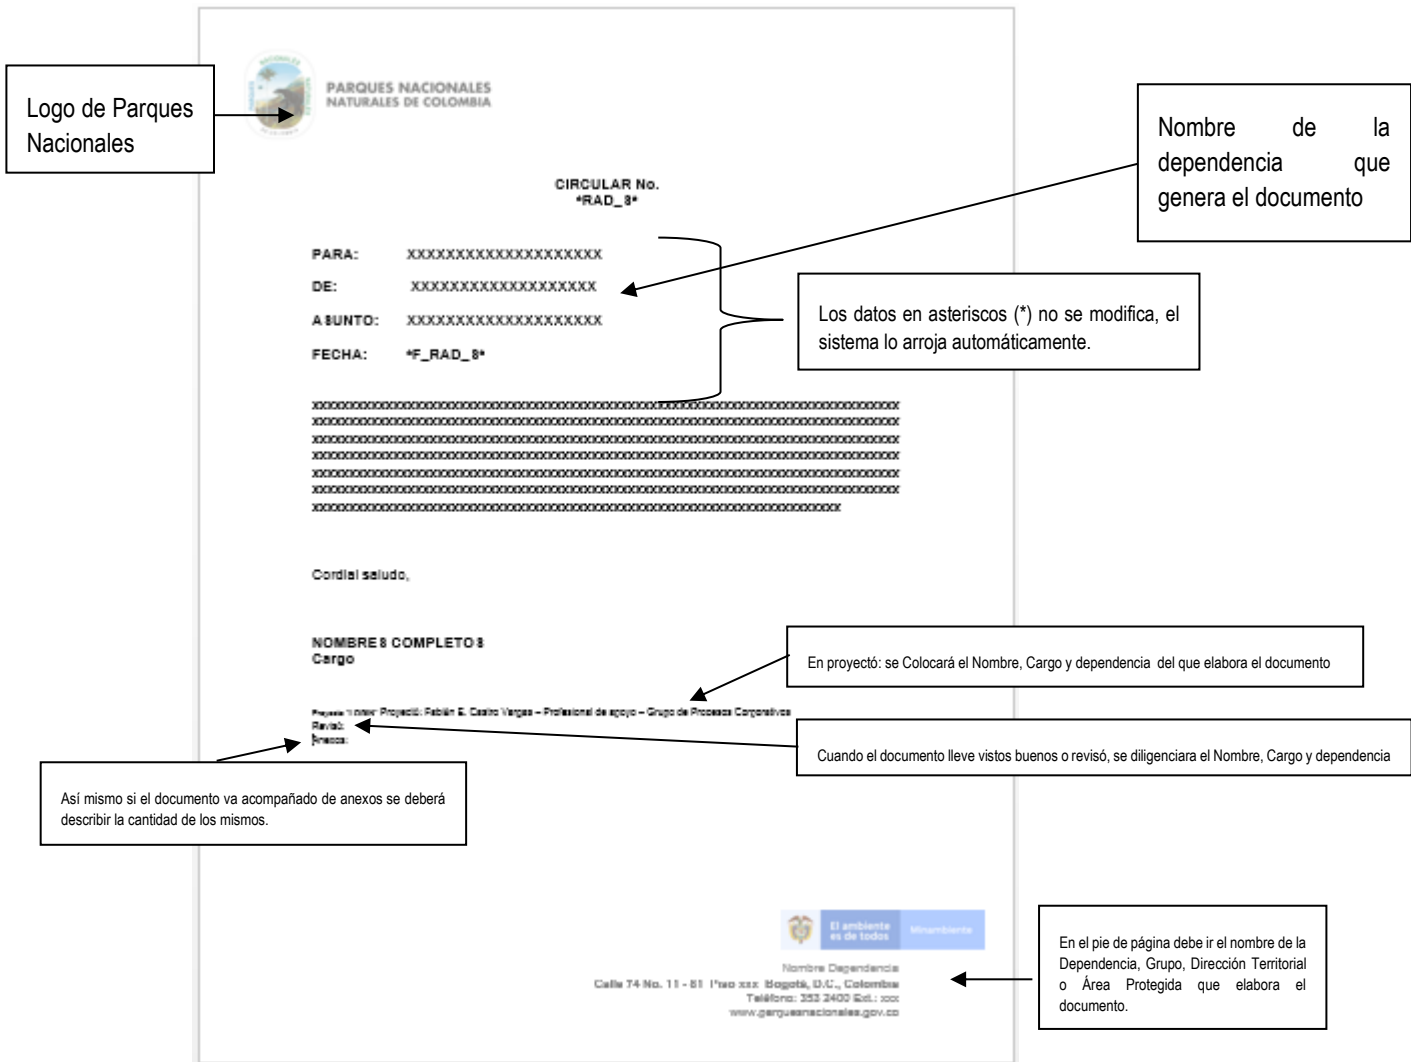 PARQUES NACIONALES
NATURALES DE COLOMBIA
Logo de Parques
Nacionales
Nombre de la
dependencia que
genera el documento
CIRCULAR No.
*RAD_S*
PARA: XXXXXXXXXXXXXXXXXXXX
DE: XXXXXXXXXXXXXXXXXXX
ASUNTO: XXXXXXXXXXXXXXXXXXXX
FECHA: *F_RAD_S*
Los datos en asteriscos (*) no se modifica, el
sistema lo arroja automáticamente.
Cordial saludo,
NOMBRES COMPLETOS
Cargo
En proyectó: se Colocará el Nombre, Cargo y dependencia del que elabora el documento
Proyectó: Fabián E. Castro Vargas – Profesional de apoyo – Grupo de Procesos Corporativos
Revisó:
Anexos:
Cuando el documento lleve vistos buenos o revisó, se diligenciara el Nombre, Cargo y dependencia
Así mismo si el documento va acompañado de anexos se deberá
describir la cantidad de los mismos.
El ambiente
es de todos
Minambiente
Nombre Dependencia
Calle 74 No. 11 - 81 Piso xxx Bogotá, D.C., Colombia
Teléfono: 353 2400 Ext.: xxx
www.parquesnacionales.gov.co
En el pie de página debe ir el nombre de la
Dependencia, Grupo, Dirección Territorial
o Área Protegida que elabora el
documento.